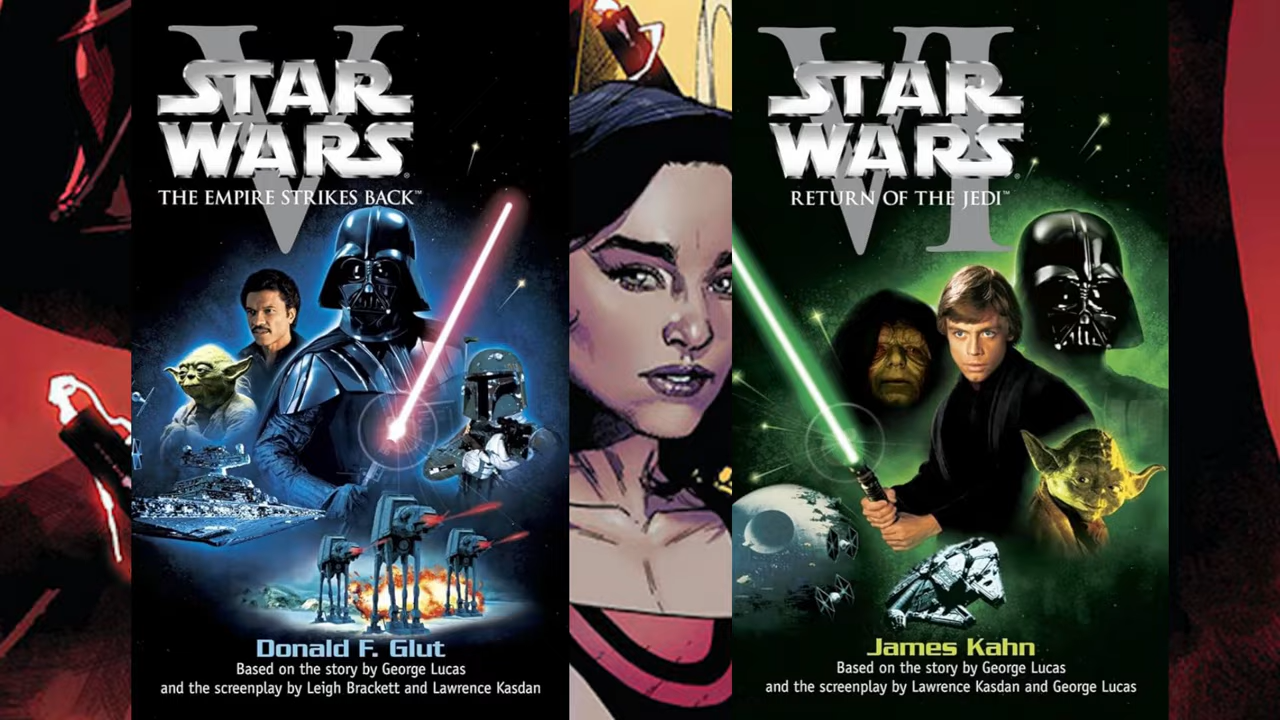 V
STAR
WARS®
THE EMPIRE STRIKES BACK™
Donald F. Glut
Based on the story by George Lucas
and the screenplay by Leigh Brackett and Lawrence Kasdan
VI
STAR
WARS®
RETURN OF THE JEDI™
James Kahn
Based on the story by George Lucas
and the screenplay by Lawrence Kasdan and George Lucas